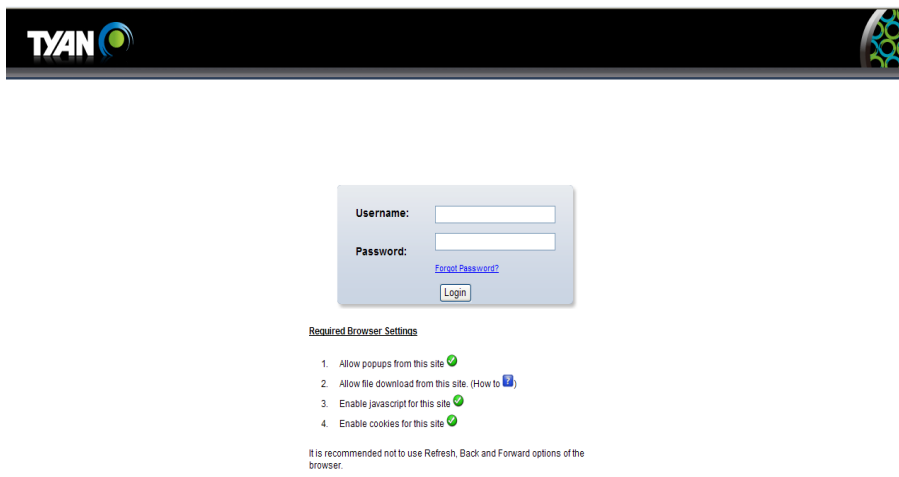 TYAN
Username:
Password:
Forgot Password?
Login
Required Browser Settings
1. Allow popups from this site
2. Allow file download from this site. (How to ?)
3. Enable javascript for this site
4. Enable cookies for this site
It is recommended not to use Refresh, Back and Forward options of the
browser.